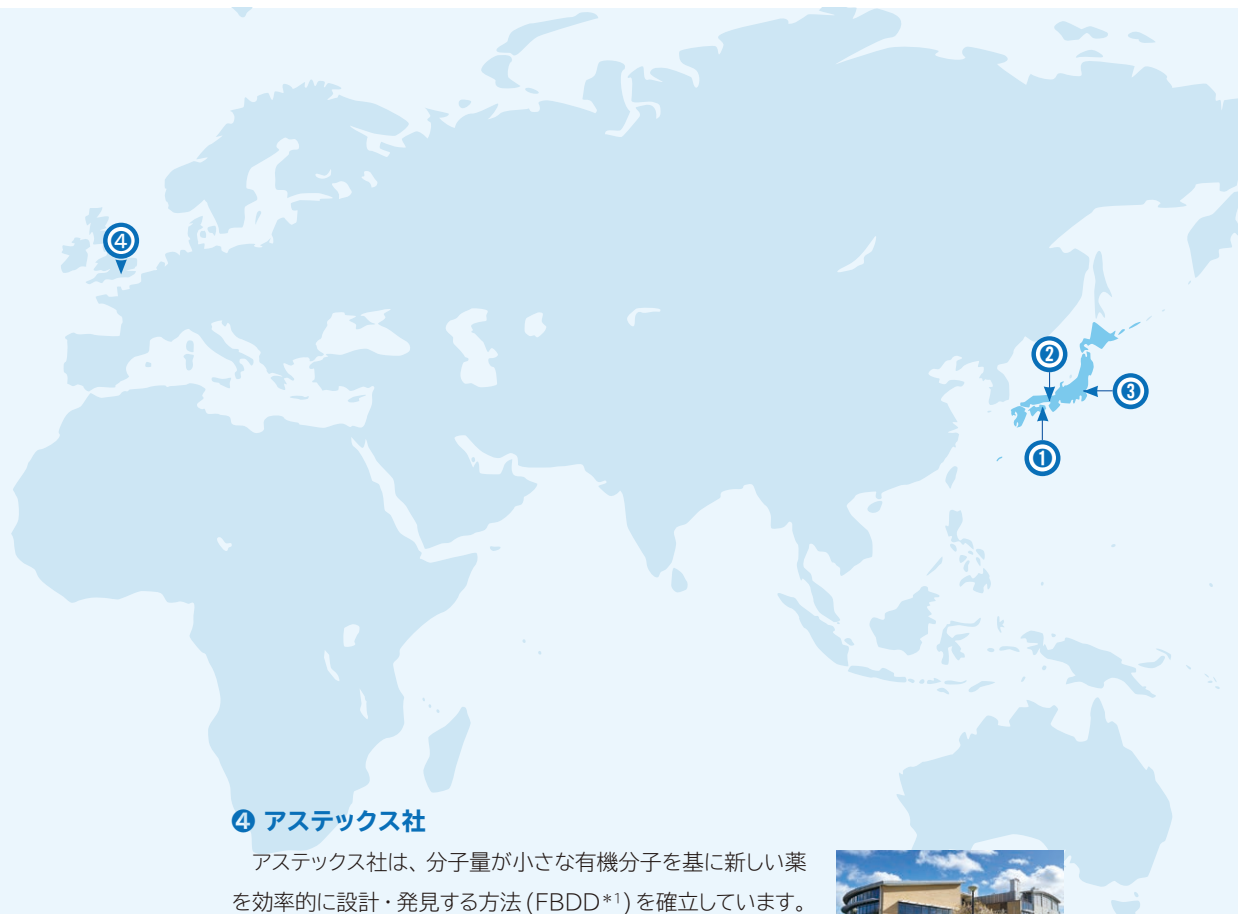 ④
②
③
①
④ アステックス社
アステックス社は、分子量が小さな有機分子を基に新しい薬
を効率的に設計・発見する方法 (FBDD*1) を確立しています。